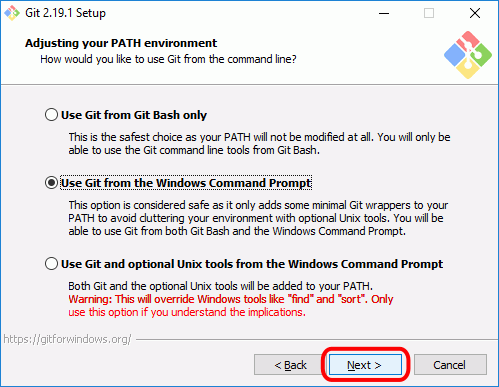 Git 2.19.1 Setup
Adjusting your PATH environment
How would you like to use Git from the command line?
Use Git from Git Bash only
This is the safest choice as your PATH will not be modified at all. You will only be
able to use the Git command line tools from Git Bash.
Use Git from the Windows Command Prompt
This option is considered safe as it only adds some minimal Git wrappers to your
PATH to avoid cluttering your environment with optional Unix tools. You will be
able to use Git from both Git Bash and the Windows Command Prompt.
Use Git and optional Unix tools from the Windows Command Prompt
Both Git and the optional Unix tools will be added to your PATH.
Warning: This will override Windows tools like "find" and "sort". Only
use this option if you understand the implications.
https://gitforwindows.org/
< Back Next > Cancel